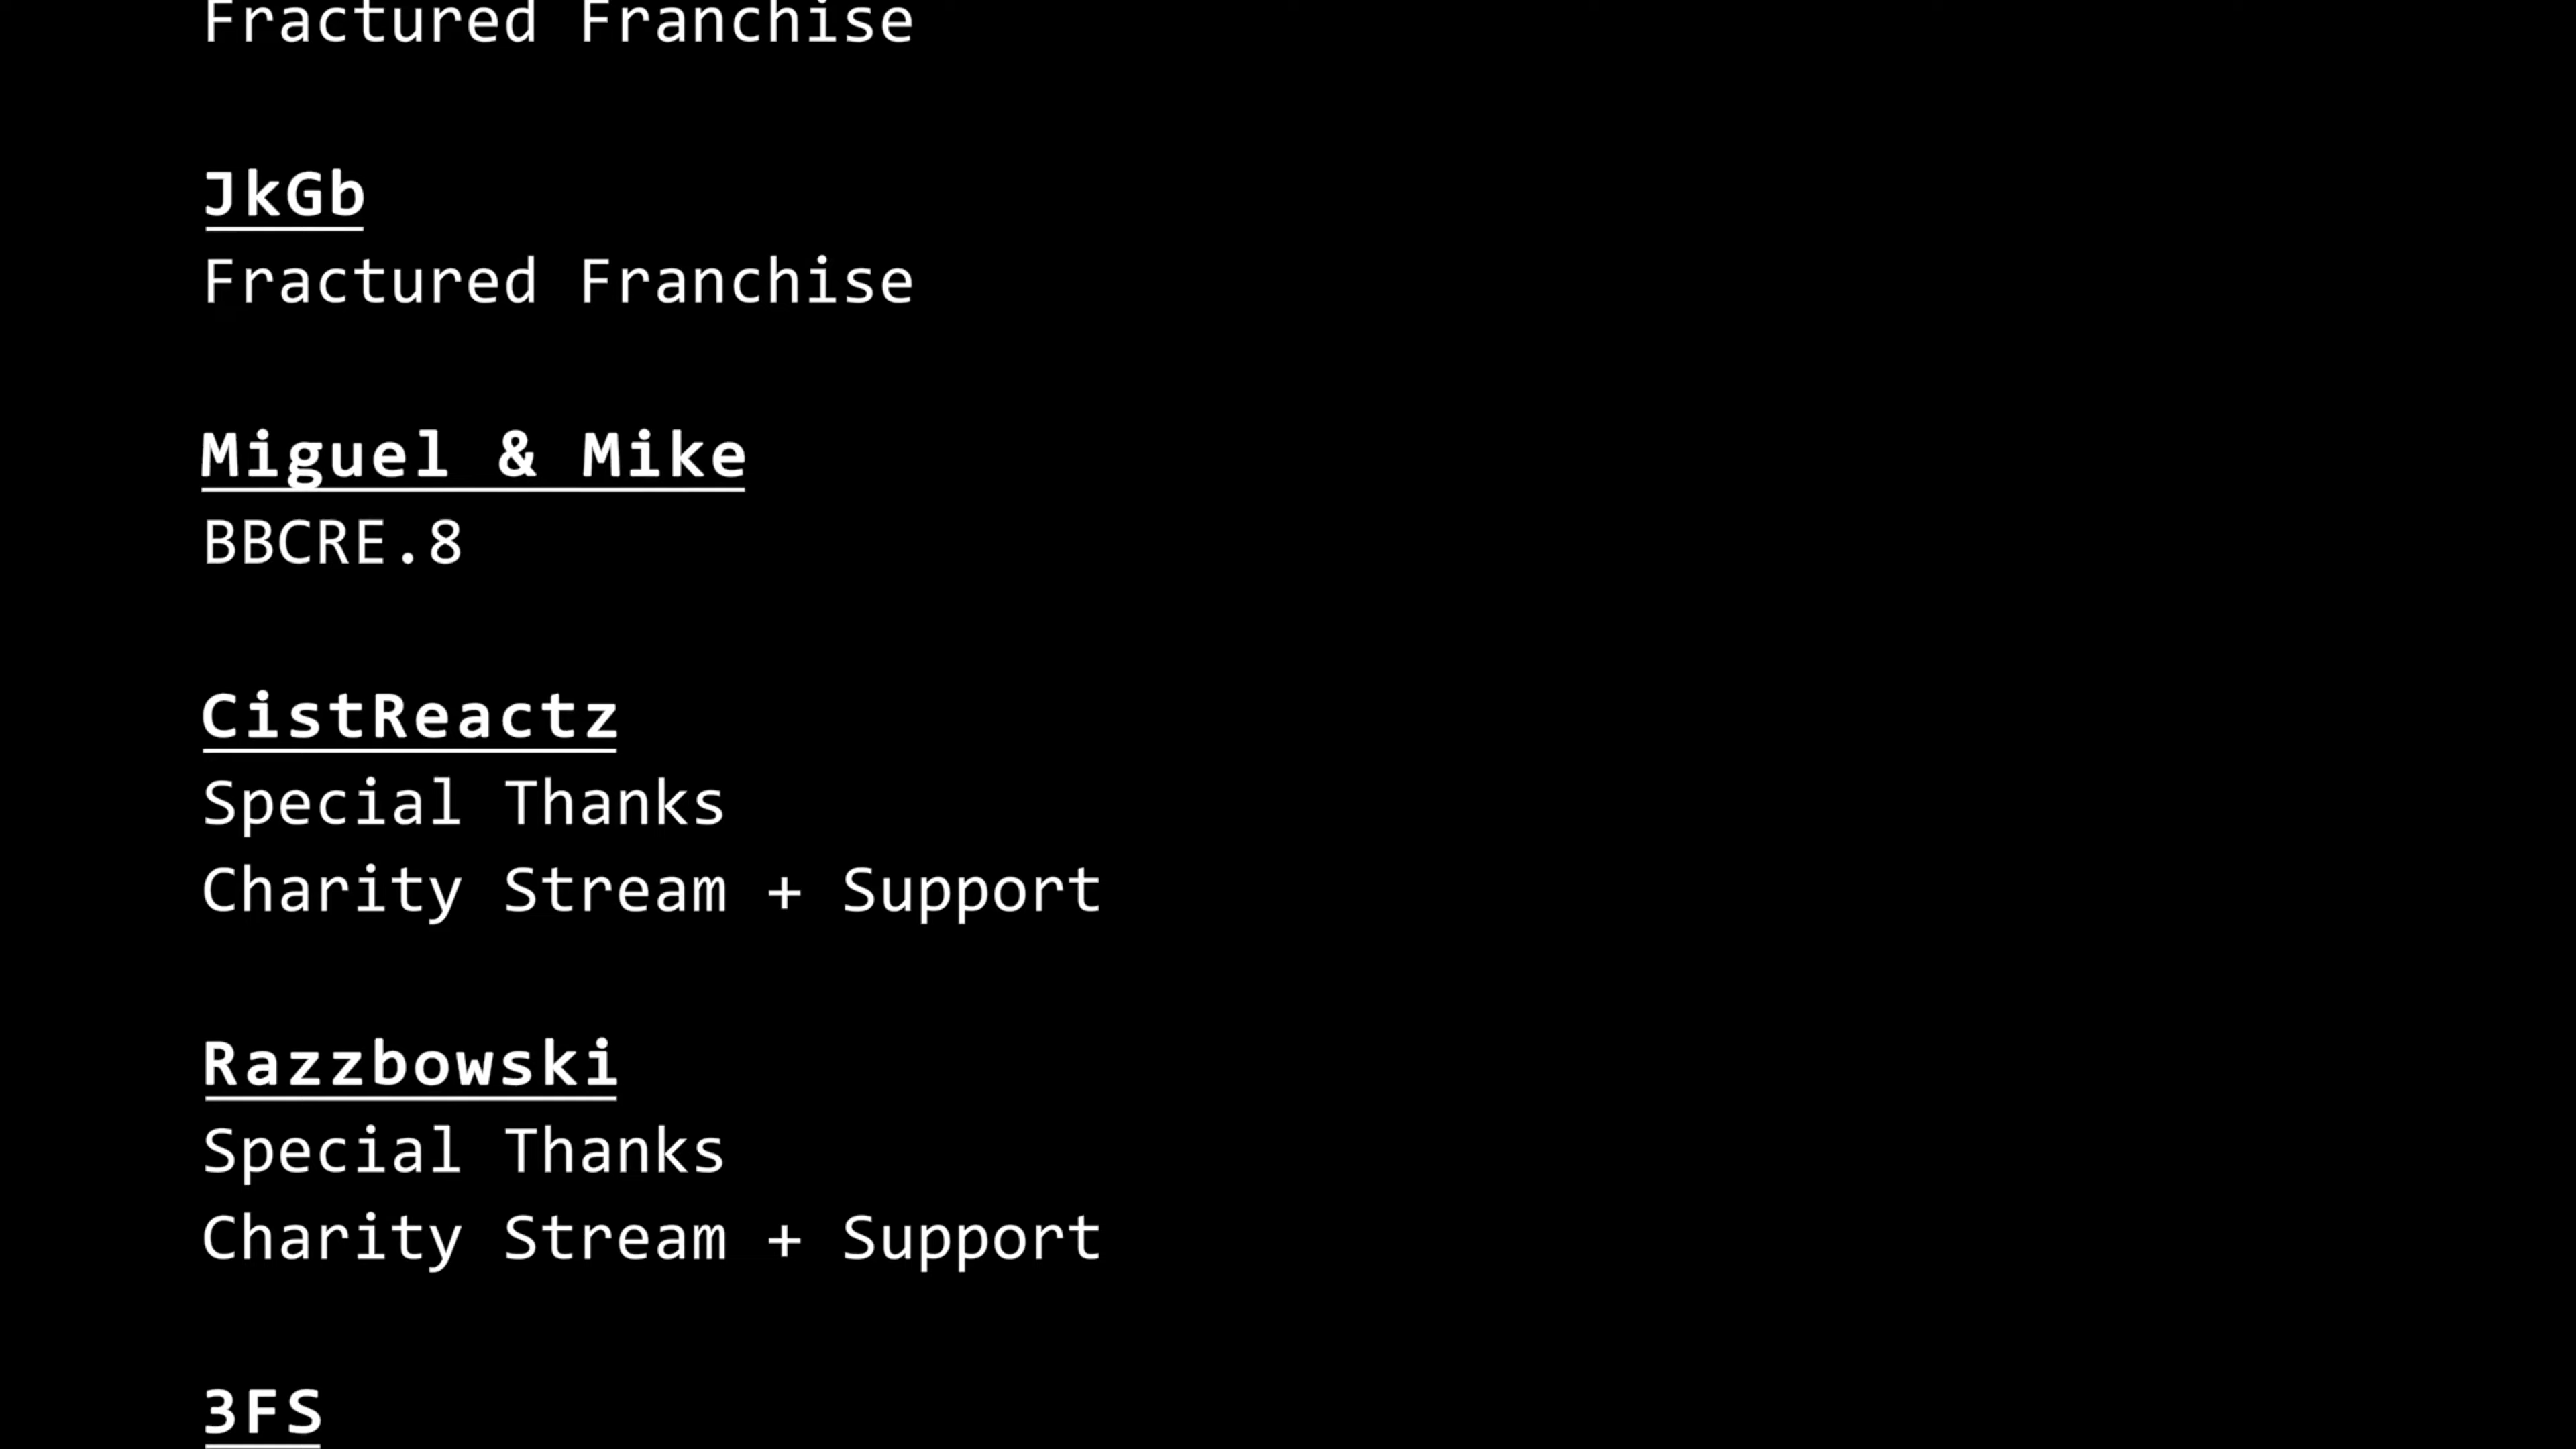 Fractured Franchise
JkGb
Fractured Franchise
Miguel & Mike
BBCRE.8
CistReactz
Special Thanks
Charity Stream + Support
Razzbowski
Special Thanks
Charity Stream + Support
3FS